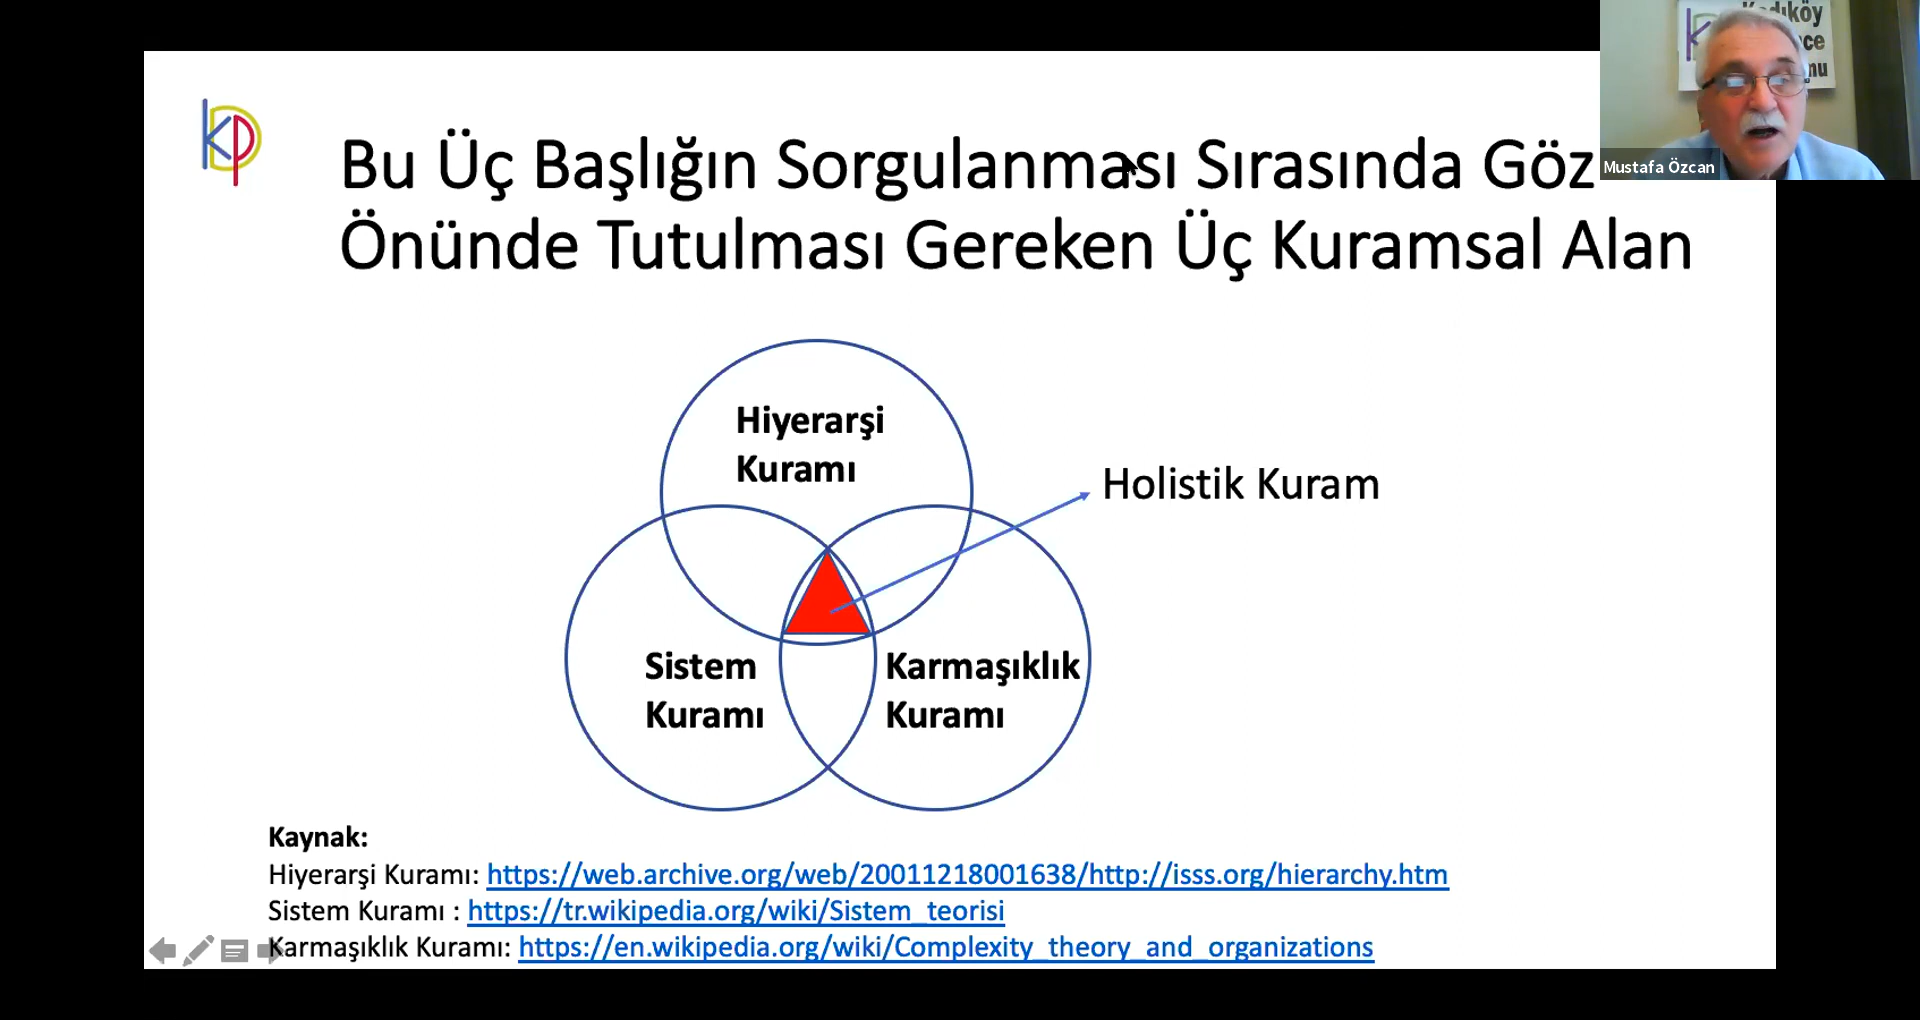 Bu Üç Başlığın Sorgulanması Sırasında Göz
Önünde Tutulması Gereken Üç Kuramsal Alan
Mustafa Özcan
Hiyerarşi
Kuramı
Holistik Kuram
Sistem
Kuramı
Karmaşıklık
Kuramı
Kaynak:
Hiyerarşi Kuramı: https://web.archive.org/web/20011218001638/http://isss.org/hierarchy.htm
Sistem Kuramı : https://tr.wikipedia.org/wiki/Sistem_teorisi
Karmaşıklık Kuramı: https://en.wikipedia.org/wiki/Complexity_theory_and_organizations